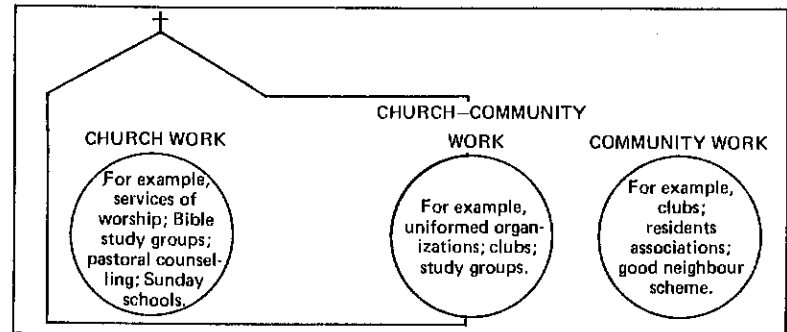 CHURCH–COMMUNITY
CHURCH WORK
WORK
COMMUNITY WORK
For example,
services of
worship; Bible
study groups;
pastoral counsel-
ling; Sunday
schools.
For example,
uniformed organ-
izations; clubs;
study groups.
For example,
clubs;
residents
associations;
good neighbour
scheme.